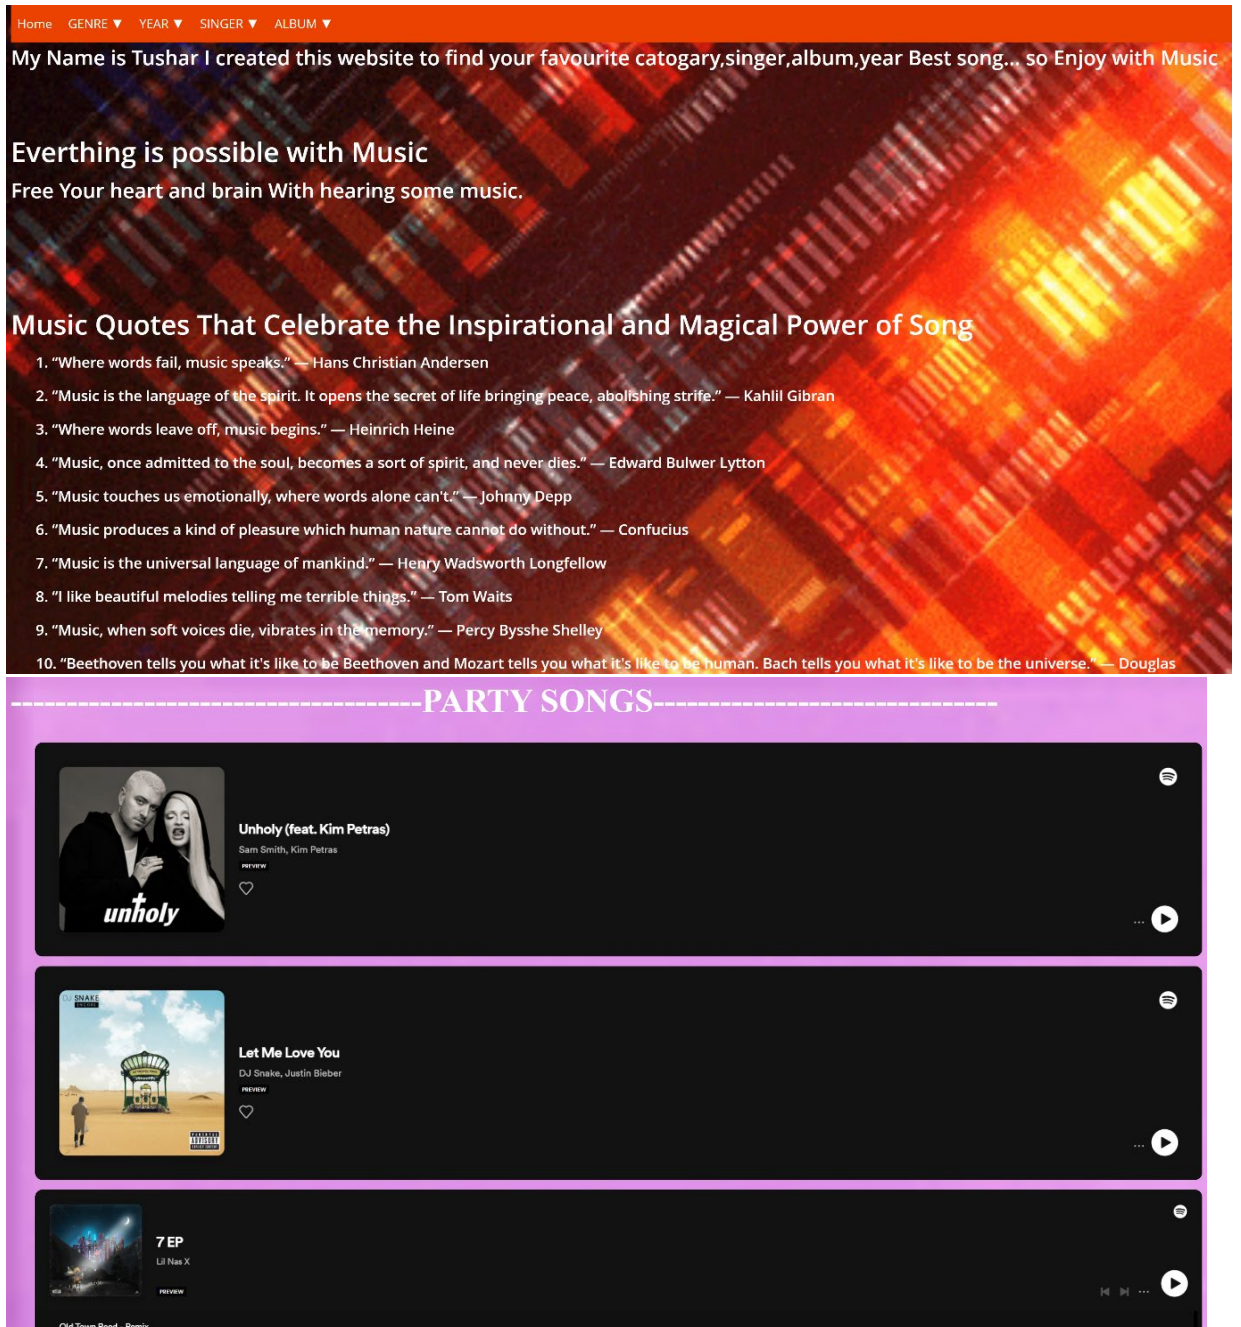 Home GENRE ▼ YEAR ▼ SINGER ▼ ALBUM ▼
My Name is Tushar I created this website to find your favourite catogary,singer,album,year Best song... so Enjoy with Music
Everthing is possible with Music
Free Your heart and brain With hearing some music.
Music Quotes That Celebrate the Inspirational and Magical Power of Song
1. “Where words fail, music speaks.” — Hans Christian Andersen
2. “Music is the language of the spirit. It opens the secret of life bringing peace, abolishing strife.” — Kahlil Gibran
3. “Where words leave off, music begins.” — Heinrich Heine
4. “Music, once admitted to the soul, becomes a sort of spirit, and never dies.” — Edward Bulwer Lytton
5. “Music touches us emotionally, where words alone can't.” — Johnny Depp
6. “Music produces a kind of pleasure which human nature cannot do without.” — Confucius
7. “Music is the universal language of mankind.” — Henry Wadsworth Longfellow
8. “I like beautiful melodies telling me terrible things.” — Tom Waits
9. “Music, when soft voices die, vibrates in the memory.” — Percy Bysshe Shelley
10. “Beethoven tells you what it's like to be Beethoven and Mozart tells you what it's like to be human. Bach tells you what it's like to be the universe.” — Douglas
-------------------------------------PARTY SONGS-------------------------------
unholy
Unholy (feat. Kim Petras)
Sam Smith, Kim Petras
PREVIEW
DJ SNAKE
ENCORE
PARENTAL
ADVISORY
EXPLICIT CONTENT
Let Me Love You
DJ Snake, Justin Bieber
PREVIEW
7 EP
Lil Nas X
PREVIEW
Old Town Road - Remix